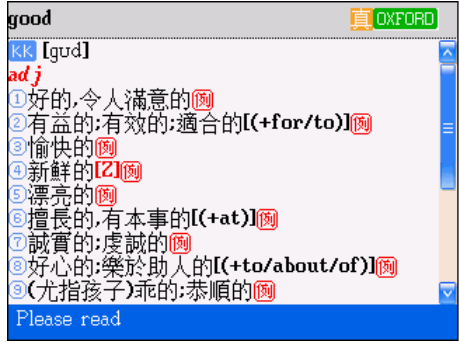 good 真 OXFORD
KK [gud]
adj
①好的,令人滿意的例
②有益的;有效的;適合的[(+for/to)]例
③愉快的例
④新鮮的[Z]例
⑤漂亮的例
⑥擅長的,有本事的[(+at)]例
⑦誠實的;虔誠的例
⑧好心的;樂於助人的[(+to/about/of)]例
⑨(尤指孩子)乖的;恭順的例
Please read